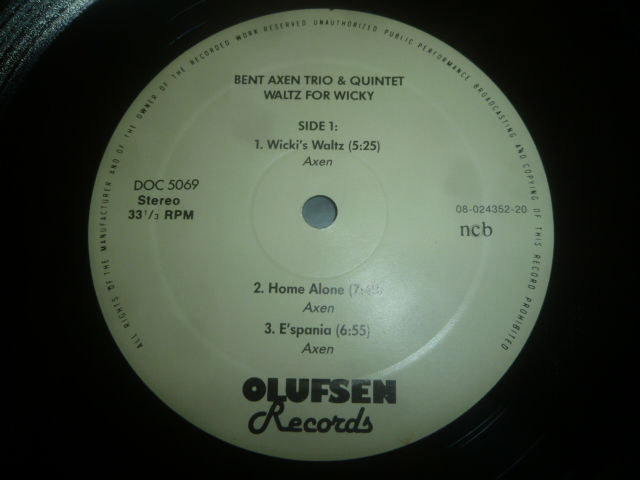 ALL RIGHTS OF THE MANUFACTURER AND OF THE OWNER OF THE RECORDED WORK RESERVED UNAUTHORIZED PUBLIC PERFORMANCE BROADCASTING AND COPYING OF THIS RECORD PROHIBITED
BENT AXEN TRIO & QUINTET
WALTZ FOR WICKY
SIDE 1:
1. Wicki's Waltz (5:25)
Axen
DOC 5069
Stereo
33 1/3 RPM
08-024352-20
ncb
2. Home Alone
Axen
3. E'spania (6:55)
Axen
OLUFSEN
Records